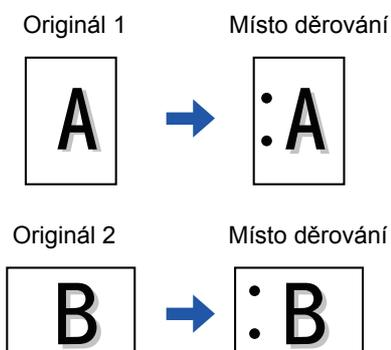 Originál 1 Místo děrování
A A
Originál 2 Místo děrování
B B